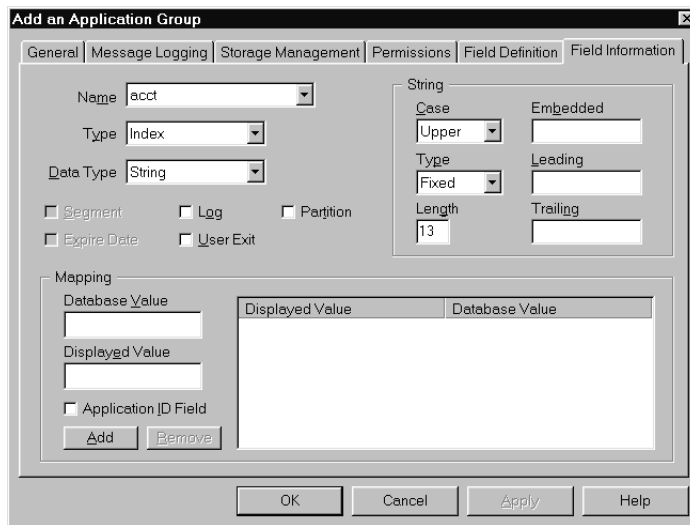 Add an Application Group
General Message Logging Storage Management Permissions Field Definition Field Information
Name acct
Type Index
Data Type String
Segment Log Partition
Expire Date User Exit
String
Case Embedded
Upper
Type Leading
Fixed
Length Trailing
13
Mapping
Database Value
Displayed Value
Application ID Field
Add Remove
Displayed Value Database Value
OK Cancel Apply Help